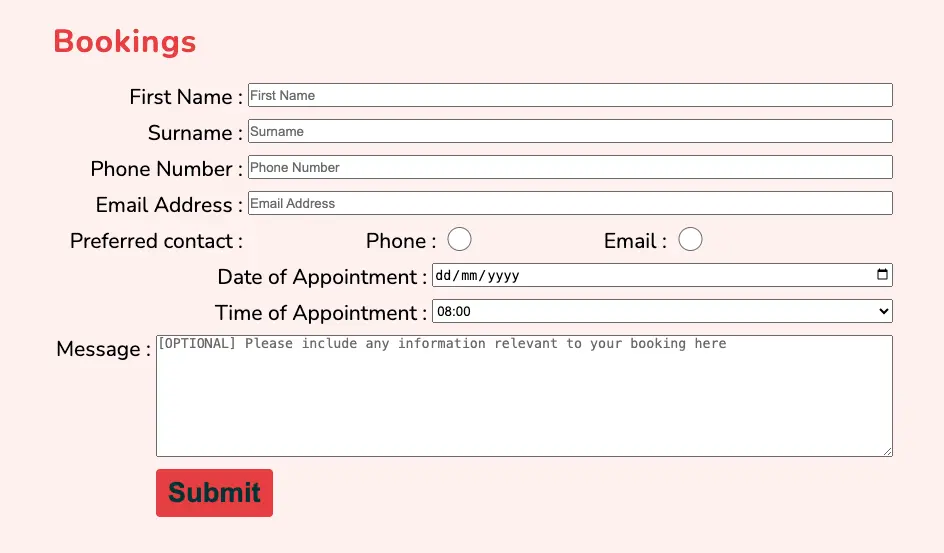 Bookings
First Name : First Name
Surname : Surname
Phone Number : Phone Number
Email Address : Email Address
Preferred contact : Phone : Email :
Date of Appointment : dd/mm/yyyy
Time of Appointment : 08:00
Message : [OPTIONAL] Please include any information relevant to your booking here
Submit